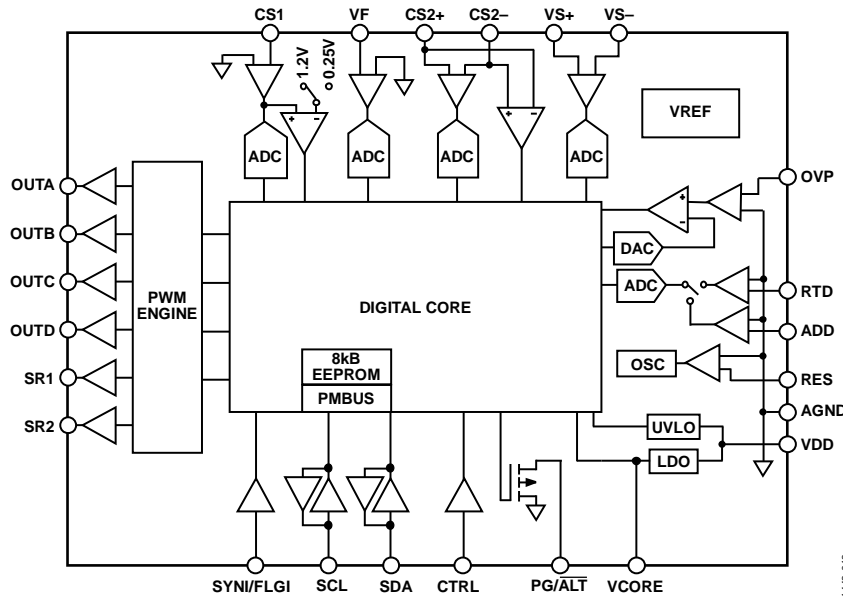 CS1 VF CS2+ CS2– VS+ VS–
1.2V
0.25V
+ –
+ –
VREF
ADC
ADC
ADC
ADC
OUTA
OUTB
OUTC
OUTD
SR1
SR2
PWM
ENGINE
DIGITAL CORE
8kB
EEPROM
PMBUS
+
–
DAC
ADC
OSC
UVLO
LDO
OVP
RTD
ADD
RES
AGND
VDD
SYNI/FLGI SCL SDA CTRL PG/ALT VCORE